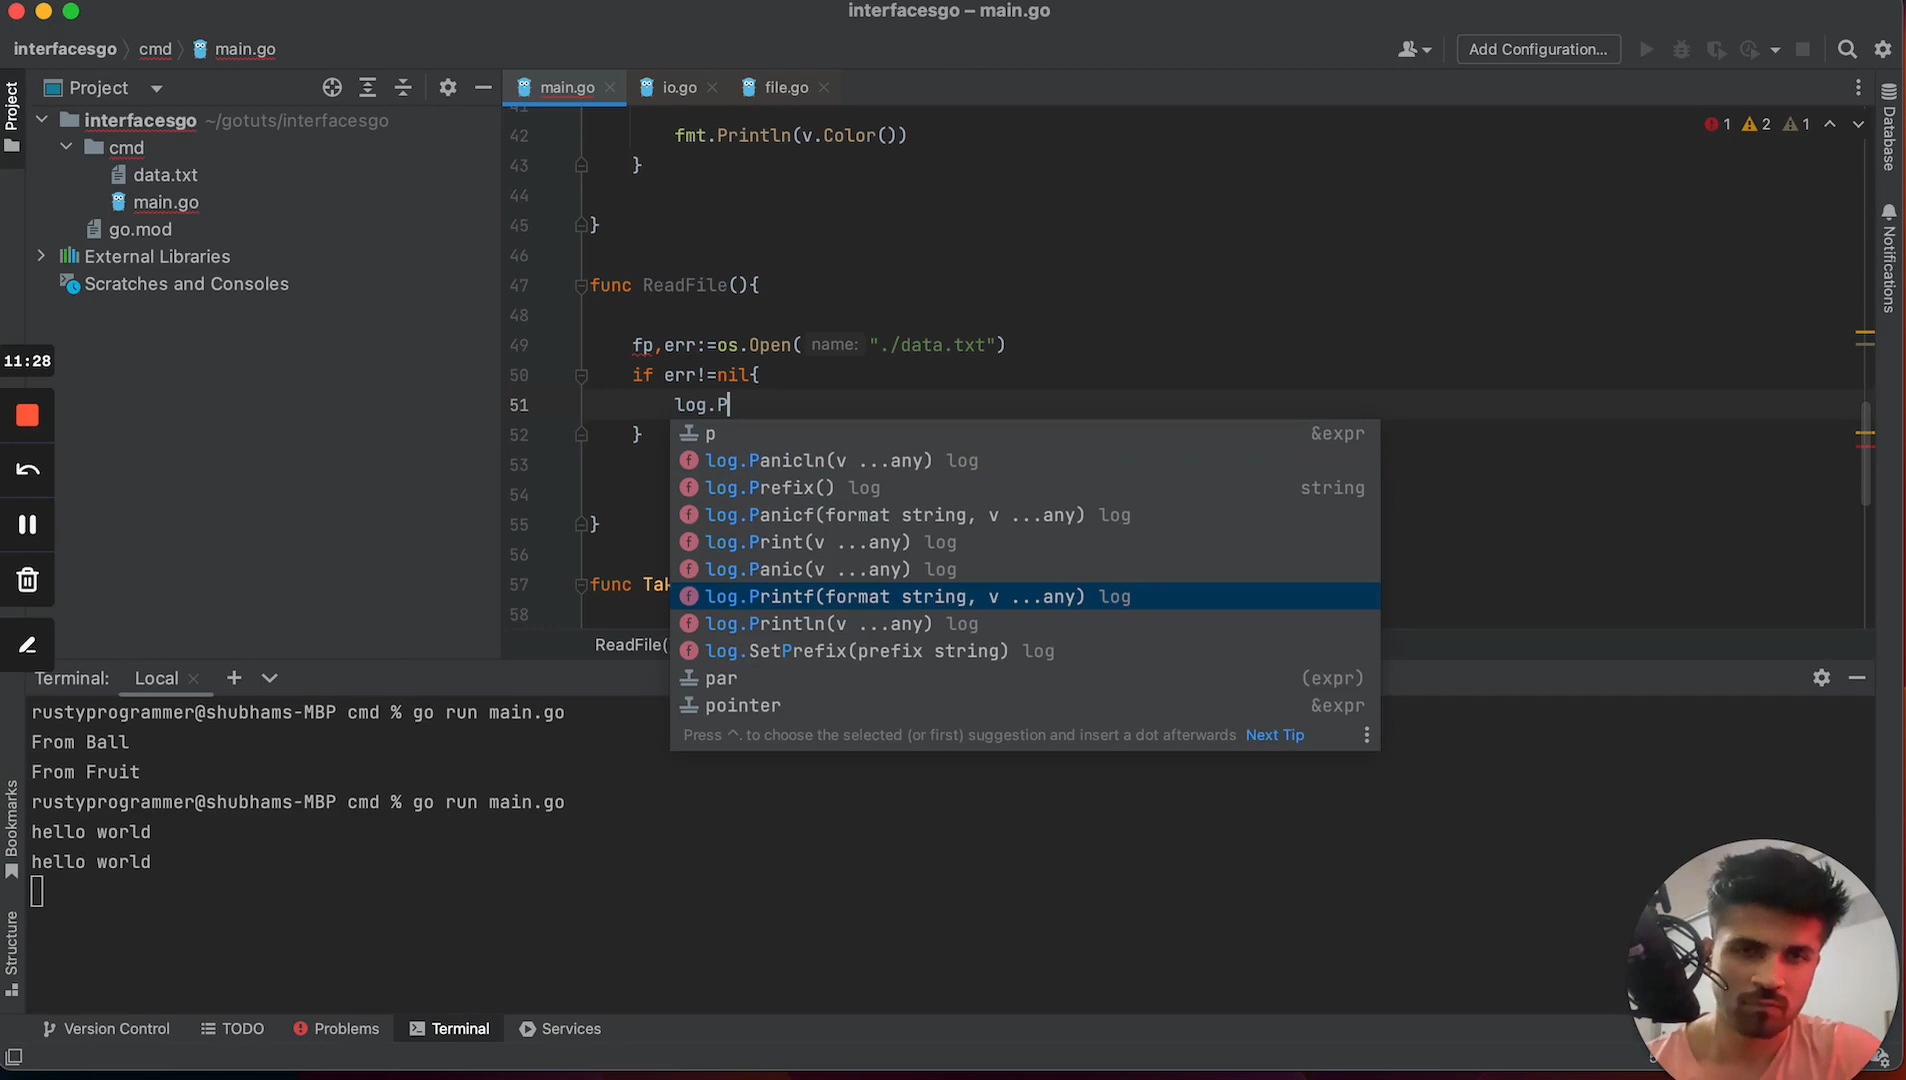 interfacesgo – main.go
interfacesgo cmd main.go
Add Configuration...
Project
Project
main.go
io.go
file.go
interfacesgo ~/gotuts/interfacesgo
cmd
data.txt
main.go
go.mod
External Libraries
Scratches and Consoles
11:28
1 2 1
42 fmt.Println(v.Color())
43 }
44
45 }
46
47 func ReadFile(){
48
49 fp,err:=os.Open( name: "./data.txt")
50 if err!=nil{
51 log.P
52 }
53
54
55 }
56
57 func Tak
58
ReadFile(
p &expr
log.Panicln(v ...any) log
log.Prefix() log string
log.Panicf(format string, v ...any) log
log.Print(v ...any) log
log.Panic(v ...any) log
log.Printf(format string, v ...any) log
log.Println(v ...any) log
log.SetPrefix(prefix string) log
par (expr)
pointer &expr
Press ^. to choose the selected (or first) suggestion and insert a dot afterwards Next Tip
Database
Notifications
Terminal: Local
rustyprogrammer@shubhams-MBP cmd % go run main.go
From Ball
From Fruit
rustyprogrammer@shubhams-MBP cmd % go run main.go
hello world
hello world
Bookmarks
Structure
Version Control
TODO
Problems
Terminal
Services